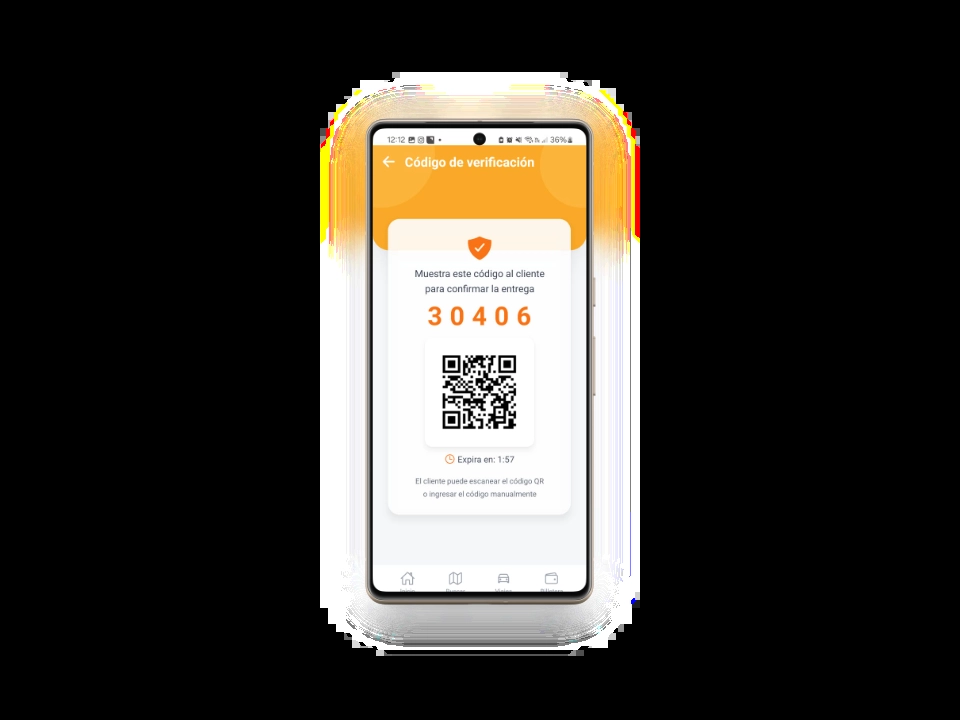 12:12
36%
Código de verificación
Muestra este código al cliente
para confirmar la entrega
30406
Expira en: 1:57
El cliente puede escanear el código QR
o ingresar el código manualmente